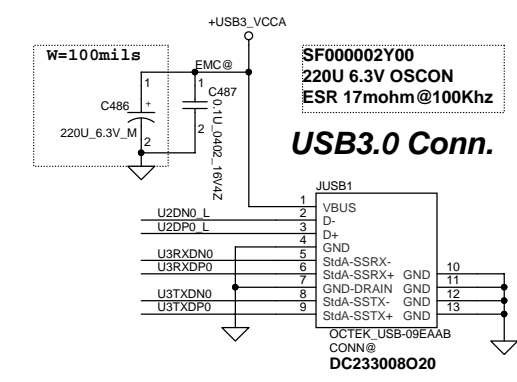 +USB3_VCCA
W=100mils
EMC@
1
C486
+
220U_6.3V_M
2
1
C487
2
0.1U_0402_16V4Z
SF000002Y00
220U 6.3V OSCON
ESR 17mohm@100Khz
USB3.0 Conn.
JUSB1
1 VBUS
U2DN0_L 2 D-
U2DP0_L 3 D+
4 GND
U3RXDN0 5 StdA-SSRX-
U3RXDP0 6 StdA-SSRX+ GND 10
7 GND-DRAIN GND 11
U3TXDN0 8 StdA-SSTX- GND 12
U3TXDP0 9 StdA-SSTX+ GND 13
OCTEK_USB-09EAAB
CONN@
DC233008O20